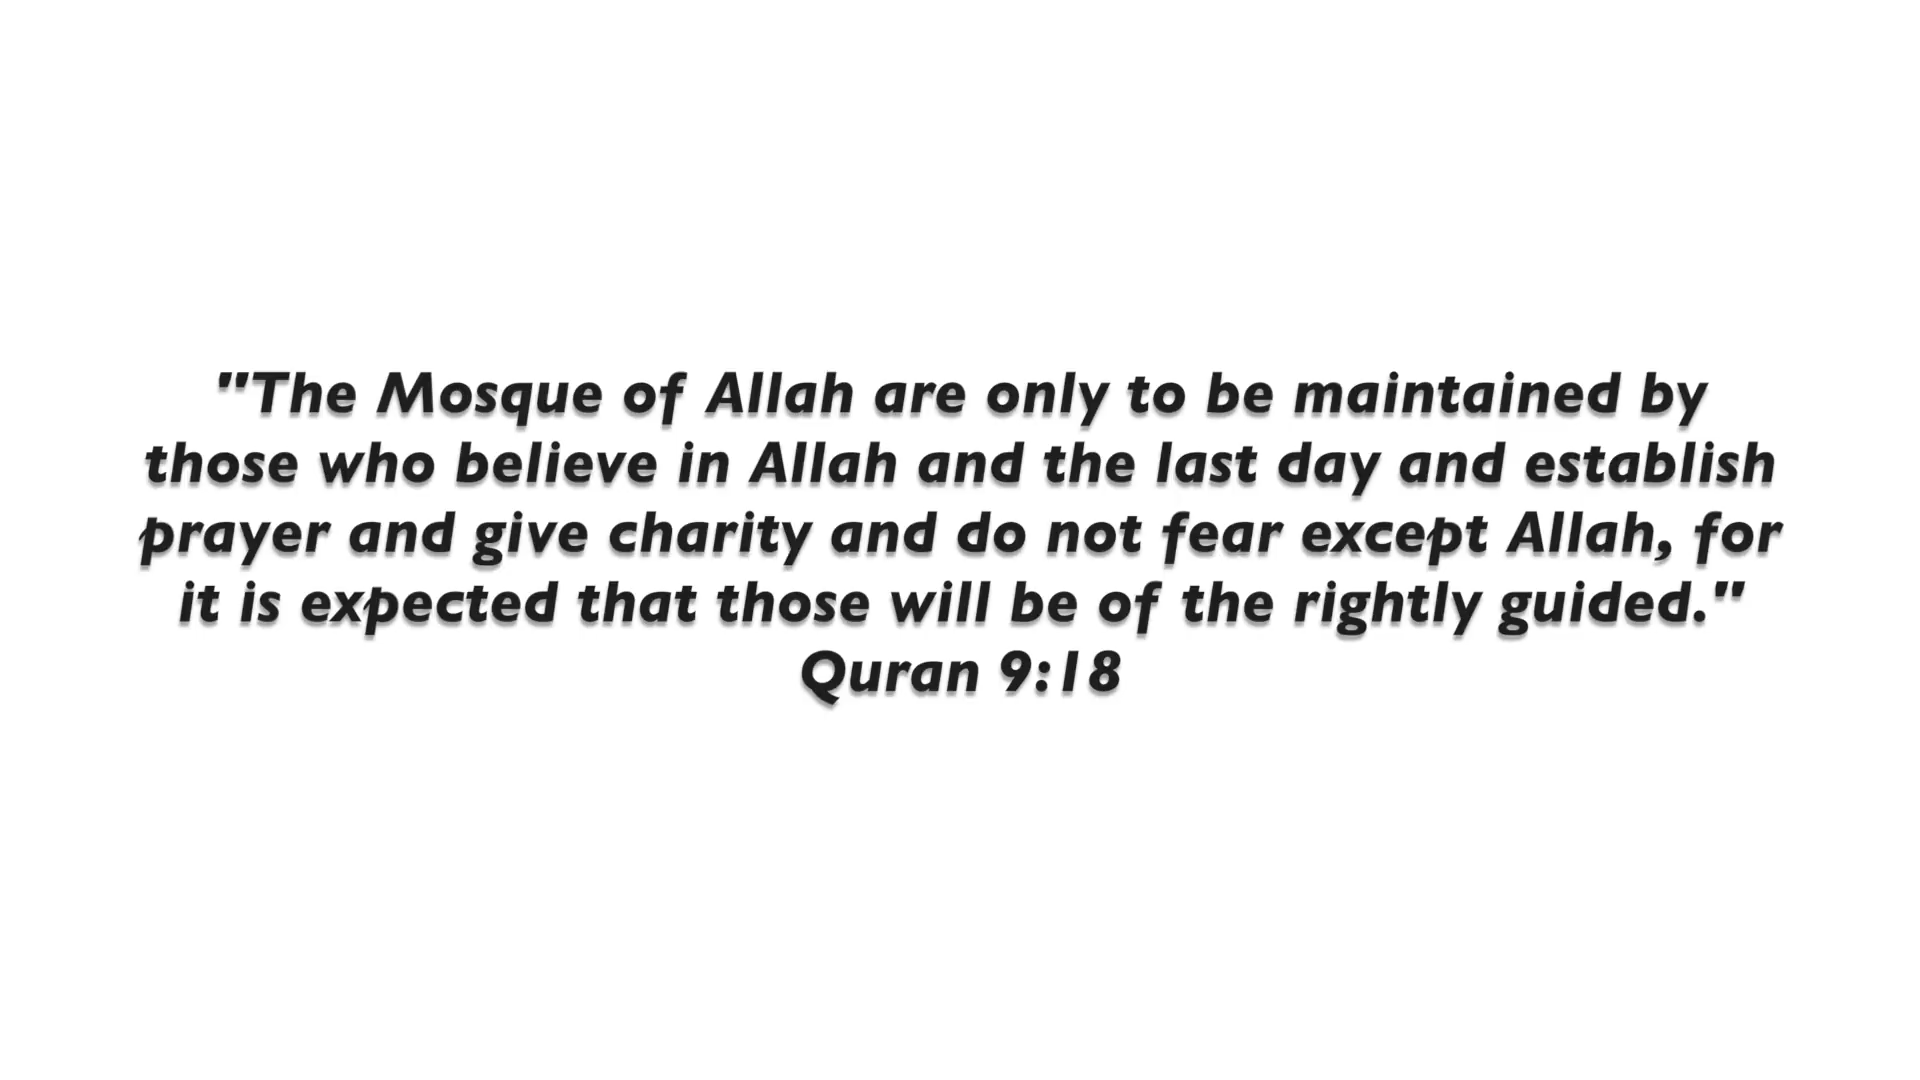 "The Mosque of Allah are only to be maintained by
those who believe in Allah and the last day and establish
prayer and give charity and do not fear except Allah, for
it is expected that those will be of the rightly guided."
Quran 9:18